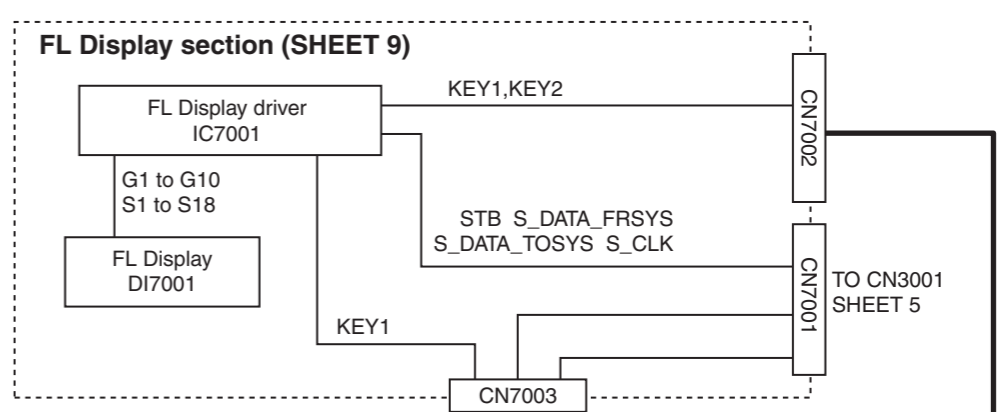 FL Display section (SHEET 9)
FL Display driver
IC7001
KEY1,KEY2
CN7002
G1 to G10
S1 to S18
STB S_DATA_FRSYS
S_DATA_TOSYS S_CLK
FL Display
DI7001
CN7001
TO CN3001
SHEET 5
KEY1
CN7003